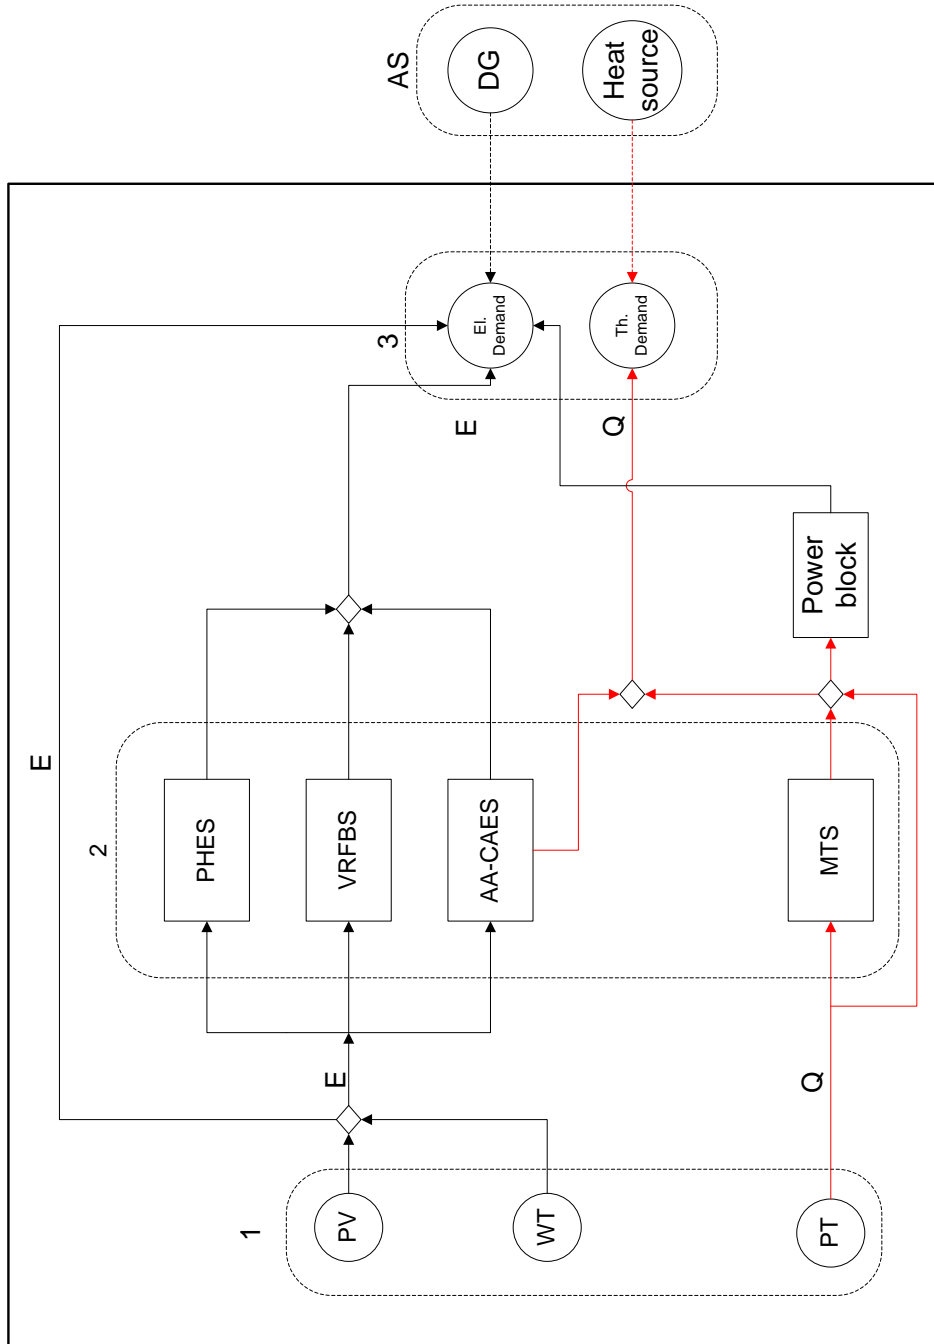 1
PV
WT
PT
E
Q
E
2
PHES
VRFBS
AA-CAES
MTS
Power
block
E
Q
3
El.
Demand
Th.
Demand
AS
DG
Heat
source